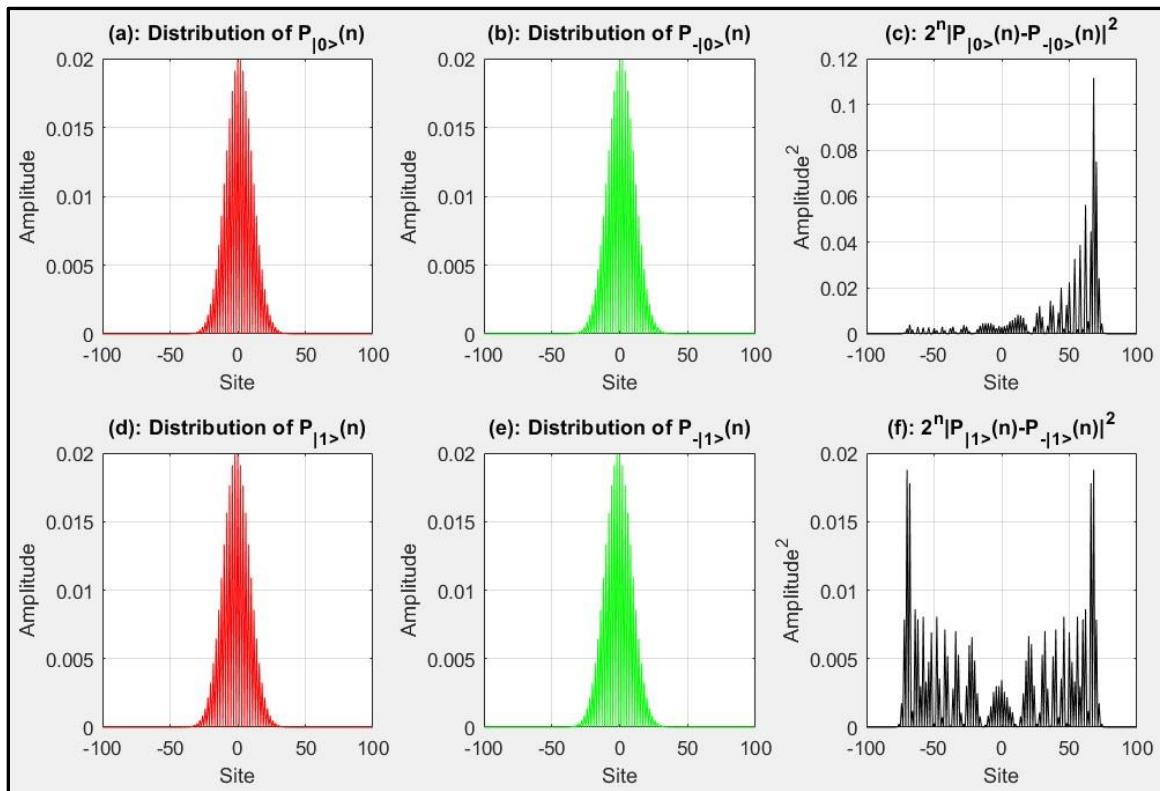 (a): Distribution of P|0>(n)
(b): Distribution of P-|0>(n)
(c): 2^n|P|0>(n)-P-|0>(n)|^2
0.02
0.015
0.01
0.005
0
Amplitude
-100 -50 0 50 100
Site
0.02
0.015
0.01
0.005
0
Amplitude
-100 -50 0 50 100
Site
0.12
0.1
0.08
0.06
0.04
0.02
0
Amplitude^2
-100 -50 0 50 100
Site
(d): Distribution of P|1>(n)
(e): Distribution of P-|1>(n)
(f): 2^n|P|1>(n)-P-|1>(n)|^2
0.02
0.015
0.01
0.005
0
Amplitude
-100 -50 0 50 100
Site
0.02
0.015
0.01
0.005
0
Amplitude
-100 -50 0 50 100
Site
0.02
0.015
0.01
0.005
0
Amplitude^2
-100 -50 0 50 100
Site